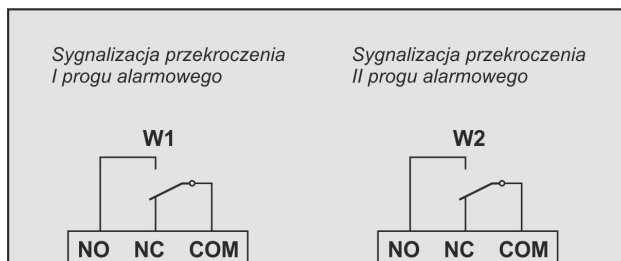 Sygnalizacja przekroczenia
I progu alarmowego
Sygnalizacja przekroczenia
II progu alarmowego
W1
W2
NO NC COM
NO NC COM